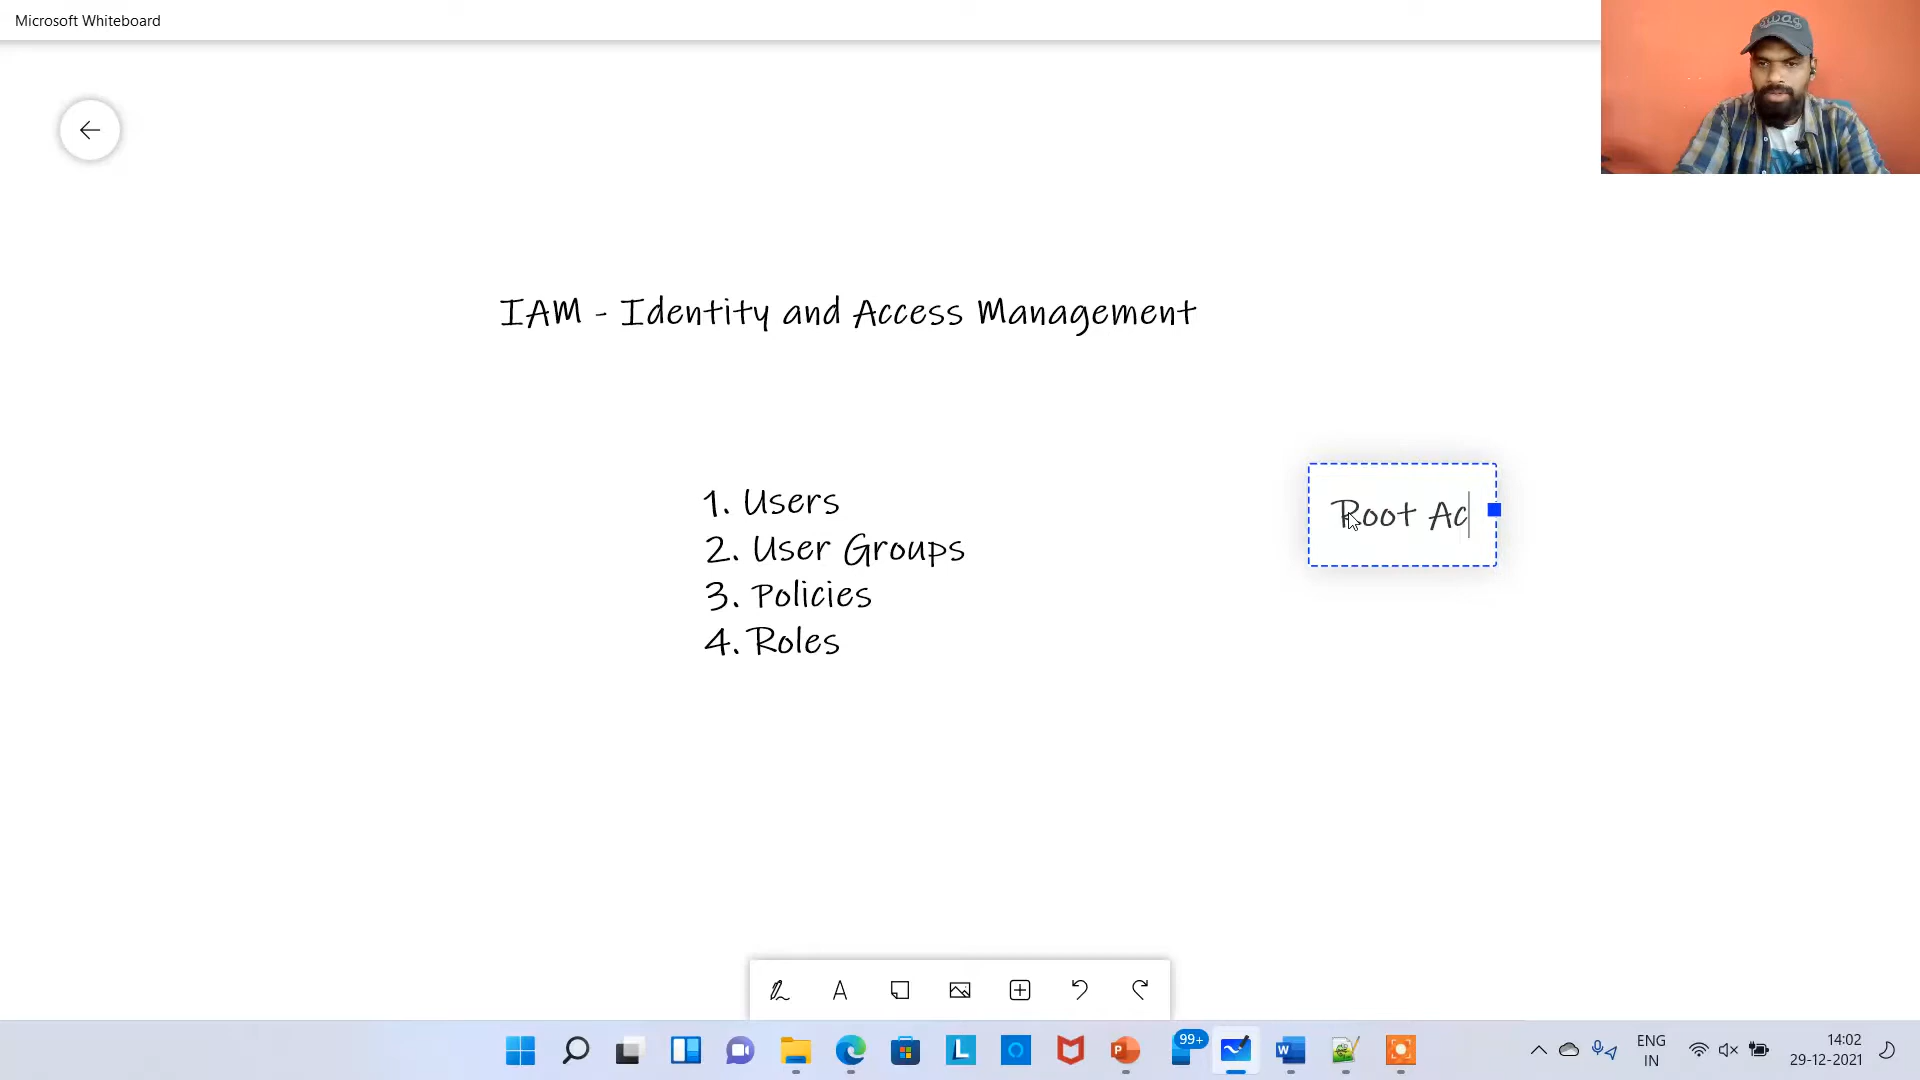 Microsoft Whiteboard
swag
IAM - Identity and Access Management
1. Users
2. User Groups
3. Policies
4. Roles
Root Ac
99+
ENG
IN
14:02
29-12-2021